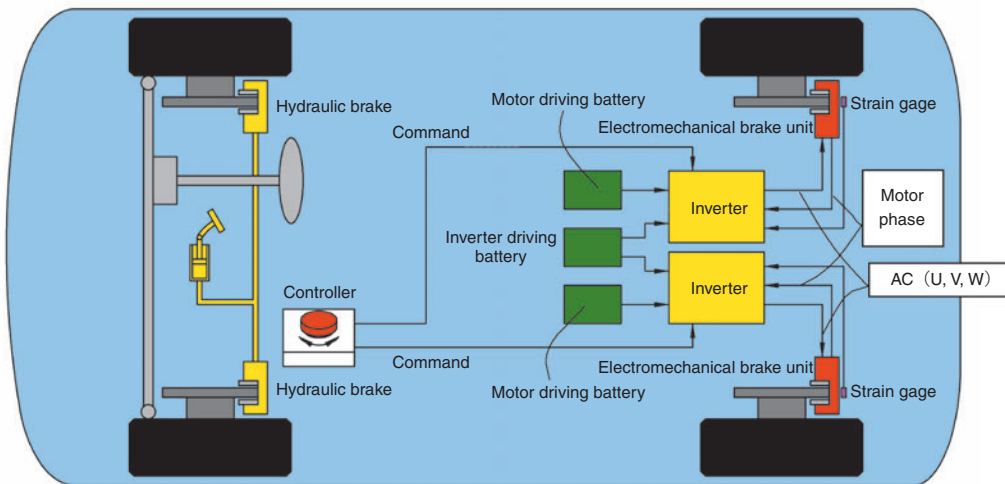 Hydraulic brake
Motor driving battery
Strain gage
Command
Electromechanical brake unit
Inverter
Motor
phase
Inverter driving
battery
Controller
Inverter
AC (U, V, W)
Command
Electromechanical brake unit
Hydraulic brake
Motor driving battery
Strain gage